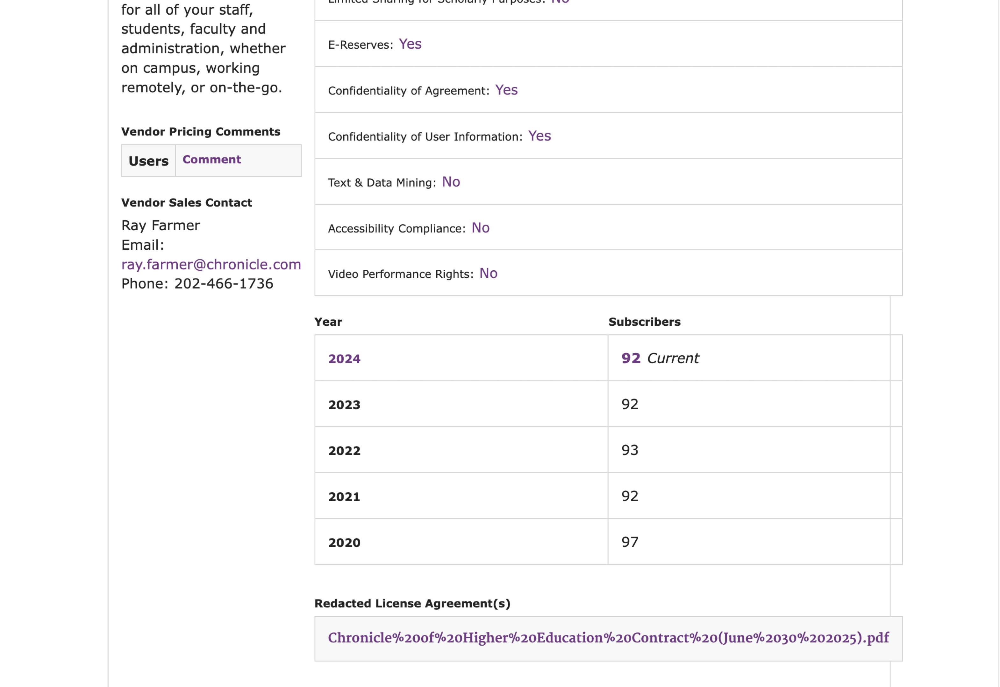 for all of your staff,
students, faculty and
administration, whether
on campus, working
remotely, or on-the-go.
Vendor Pricing Comments
Users Comment
Vendor Sales Contact
Ray Farmer
Email:
ray.farmer@chronicle.com
Phone: 202-466-1736
Limited Sharing for Scholarly Purposes: No
E-Reserves: Yes
Confidentiality of Agreement: Yes
Confidentiality of User Information: Yes
Text & Data Mining: No
Accessibility Compliance: No
Video Performance Rights: No
Year Subscribers
2024 92 Current
2023 92
2022 93
2021 92
2020 97
Redacted License Agreement(s)
Chronicle%20of%20Higher%20Education%20Contract%20(June%2030%202025).pdf